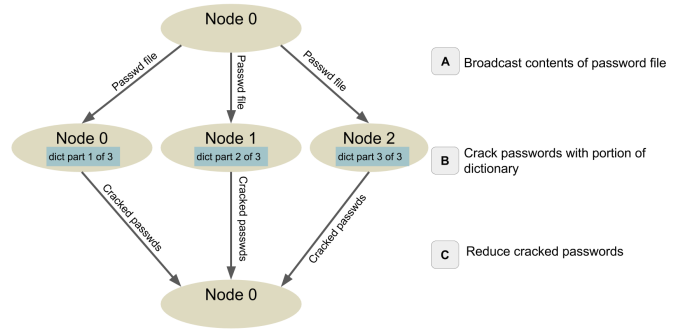 Node 0
Passwd file
Passwd file
Passwd file
A Broadcast contents of password file
Node 0
dict part 1 of 3
Node 1
dict part 2 of 3
Node 2
dict part 3 of 3
B Crack passwords with portion of
dictionary
Cracked passwds
Cracked passwds
Cracked passwds
C Reduce cracked passwords
Node 0